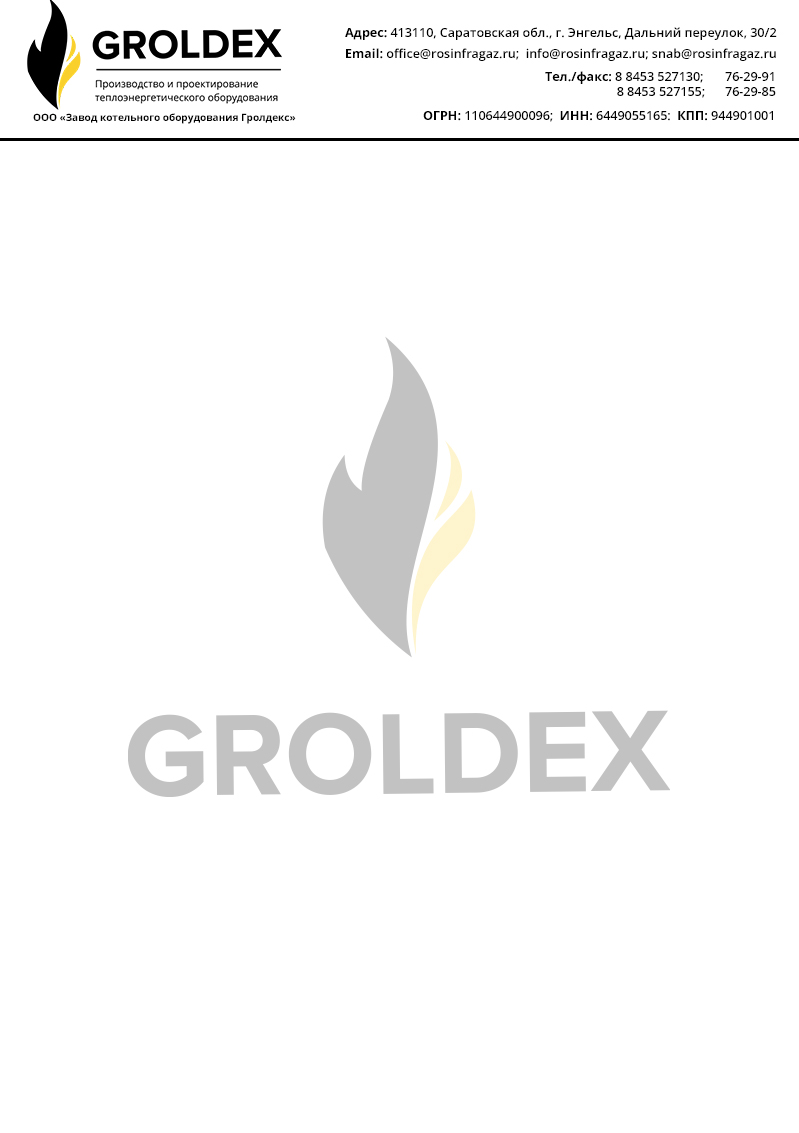 GROLDEX
Производство и проектирование
теплоэнергетического оборудования
ООО «Завод котельного оборудования Гролдекс»
Адрес: 413110, Саратовская обл., г. Энгельс, Дальний переулок, 30/2
Email: office@rosinfragaz.ru; info@rosinfragaz.ru; snab@rosinfragaz.ru
Тел./факс: 8 8453 527130; 76-29-91
8 8453 527155; 76-29-85
ОГРН: 110644900096; ИНН: 6449055165: КПП: 944901001
GROLDEX